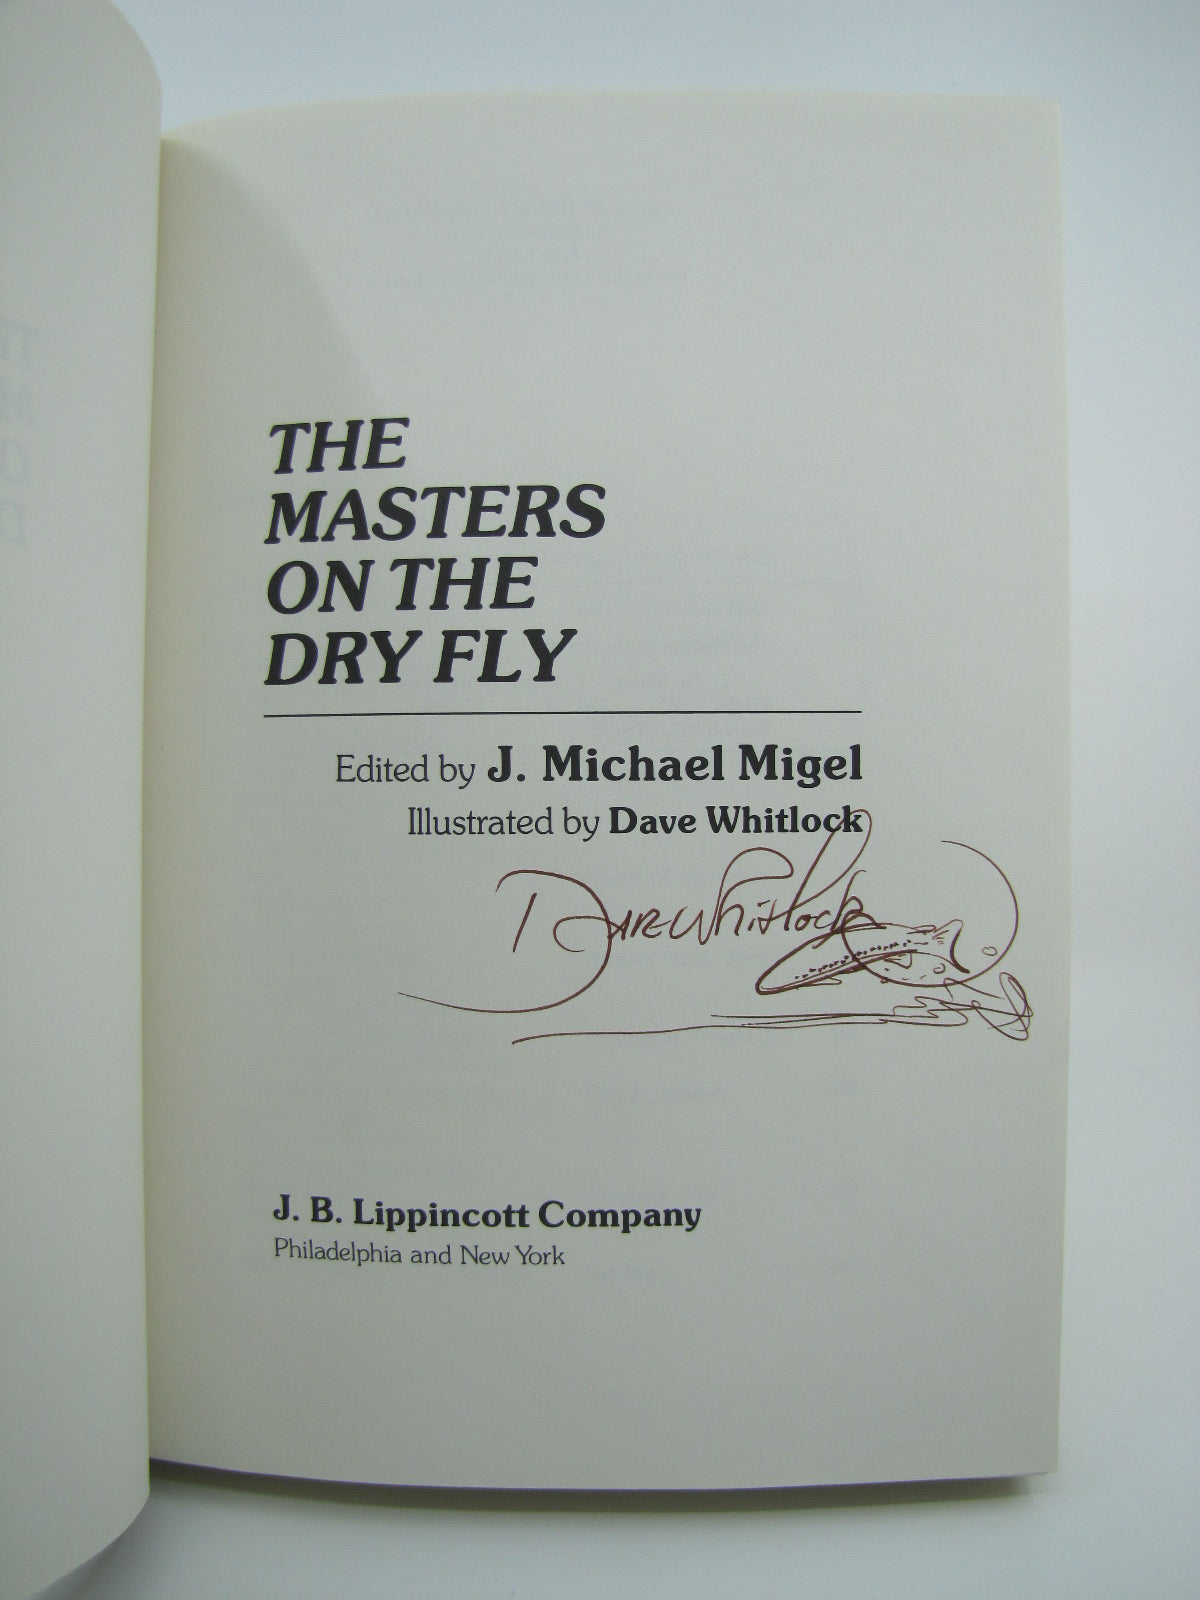 THE
MASTERS
ON THE
DRY FLY
Edited by J. Michael Migel
Illustrated by Dave Whitlock
Dave Whitlock
J. B. Lippincott Company
Philadelphia and New York